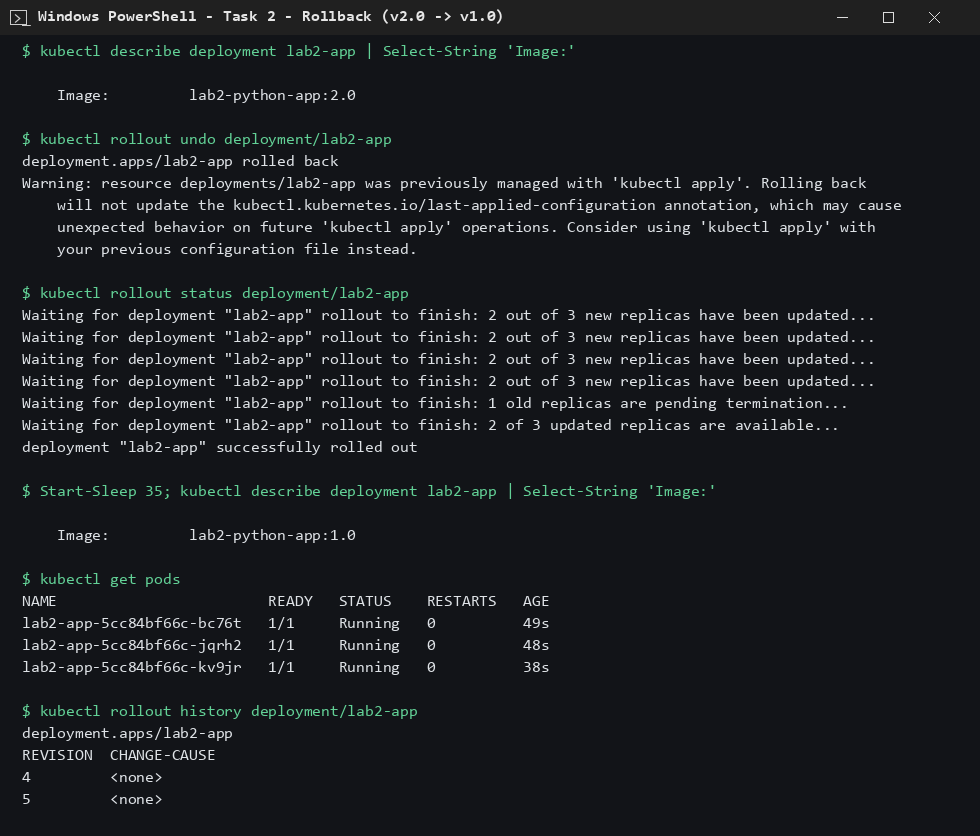 Windows PowerShell - Task 2 - Rollback (v2.0 -> v1.0)
$ kubectl describe deployment lab2-app | Select-String 'Image:'
    Image:         lab2-python-app:2.0
$ kubectl rollout undo deployment/lab2-app
deployment.apps/lab2-app rolled back
Warning: resource deployments/lab2-app was previously managed with 'kubectl apply'. Rolling back
    will not update the kubectl.kubernetes.io/last-applied-configuration annotation, which may cause
    unexpected behavior on future 'kubectl apply' operations. Consider using 'kubectl apply' with
    your previous configuration file instead.
$ kubectl rollout status deployment/lab2-app
Waiting for deployment "lab2-app" rollout to finish: 2 out of 3 new replicas have been updated...
Waiting for deployment "lab2-app" rollout to finish: 2 out of 3 new replicas have been updated...
Waiting for deployment "lab2-app" rollout to finish: 2 out of 3 new replicas have been updated...
Waiting for deployment "lab2-app" rollout to finish: 2 out of 3 new replicas have been updated...
Waiting for deployment "lab2-app" rollout to finish: 1 old replicas are pending termination...
Waiting for deployment "lab2-app" rollout to finish: 2 of 3 updated replicas are available...
deployment "lab2-app" successfully rolled out
$ Start-Sleep 35; kubectl describe deployment lab2-app | Select-String 'Image:'
    Image:         lab2-python-app:1.0
$ kubectl get pods
NAME                        READY   STATUS    RESTARTS   AGE
lab2-app-5cc84bf66c-bc76t   1/1     Running   0          49s
lab2-app-5cc84bf66c-jqrh2   1/1     Running   0          48s
lab2-app-5cc84bf66c-kv9jr   1/1     Running   0          38s
$ kubectl rollout history deployment/lab2-app
deployment.apps/lab2-app
REVISION  CHANGE-CAUSE
4         <none>
5         <none>